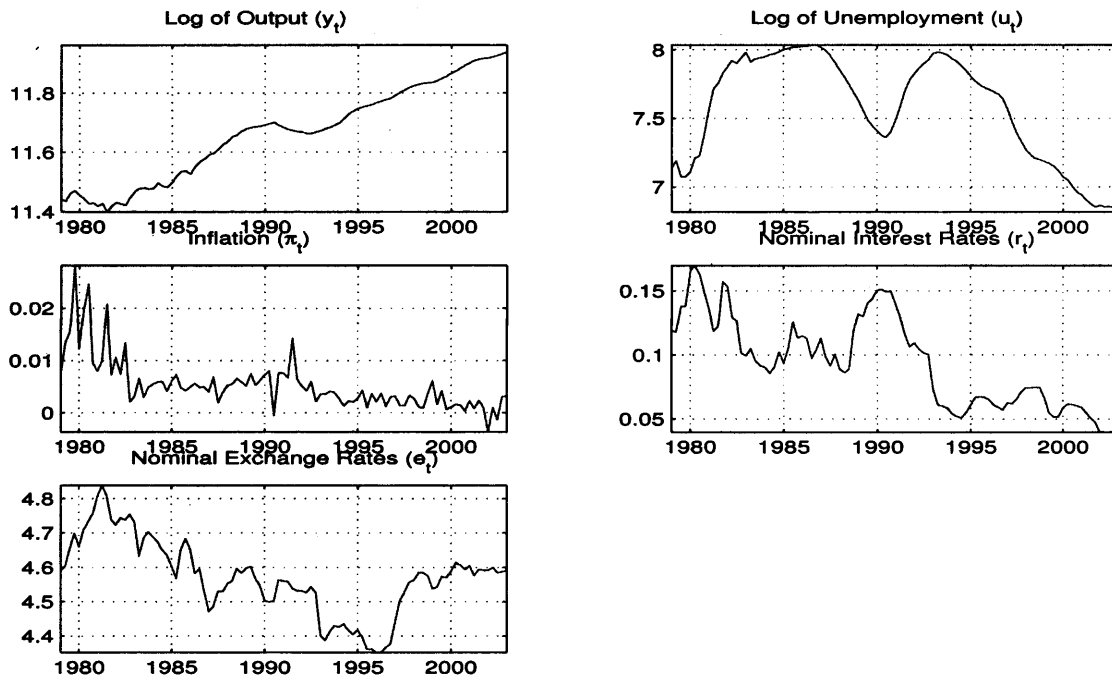 Log of Output (y_t)
11.8
11.6
11.4
1980 1985 1990 1995 2000
Log of Unemployment (u_t)
8
7.5
7
1980 1985 1990 1995 2000
Inflation (π_t)
0.02
0.01
0
1980 1985 1990 1995 2000
Nominal Interest Rates (r_t)
0.15
0.1
0.05
1980 1985 1990 1995 2000
Nominal Exchange Rates (e_t)
4.8
4.7
4.6
4.5
4.4
1980 1985 1990 1995 2000